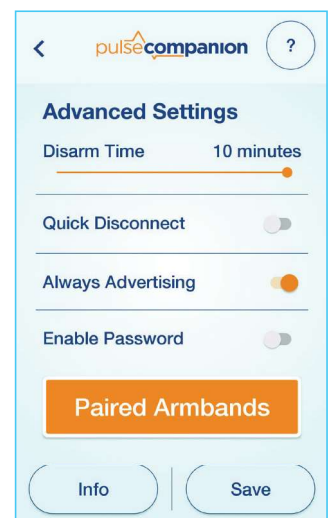 <
pulsecompanion
?
Advanced Settings
Disarm Time 10 minutes
Quick Disconnect
Always Advertising
Enable Password
Paired Armbands
Info Save